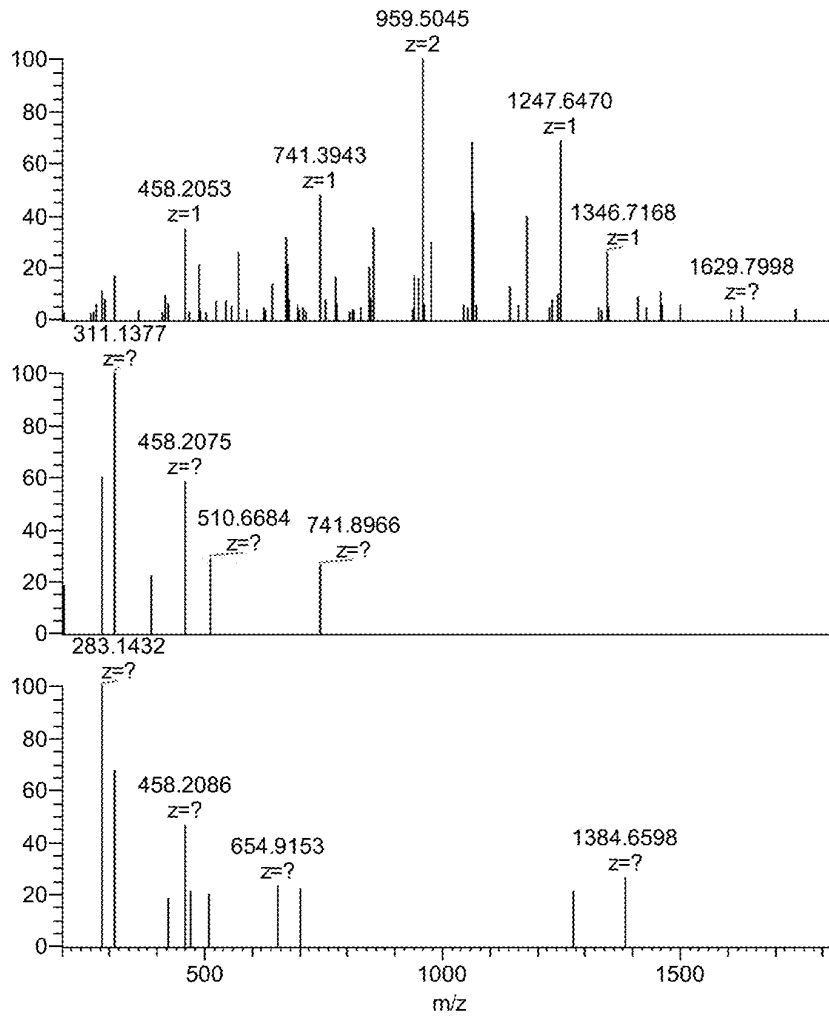 959.5045
z=2
100
1247.6470
z=1
80
741.3943
z=1
60
458.2053
z=1
1346.7168
z=1
40
1629.7998
z=?
20
0
311.1377
z=?
100
80
458.2075
z=?
60
510.6684
z=?
741.8966
z=?
40
20
0
283.1432
z=?
100
80
458.2086
z=?
60
654.9153
z=?
1384.6598
z=?
40
20
0
500
1000
1500
m/z